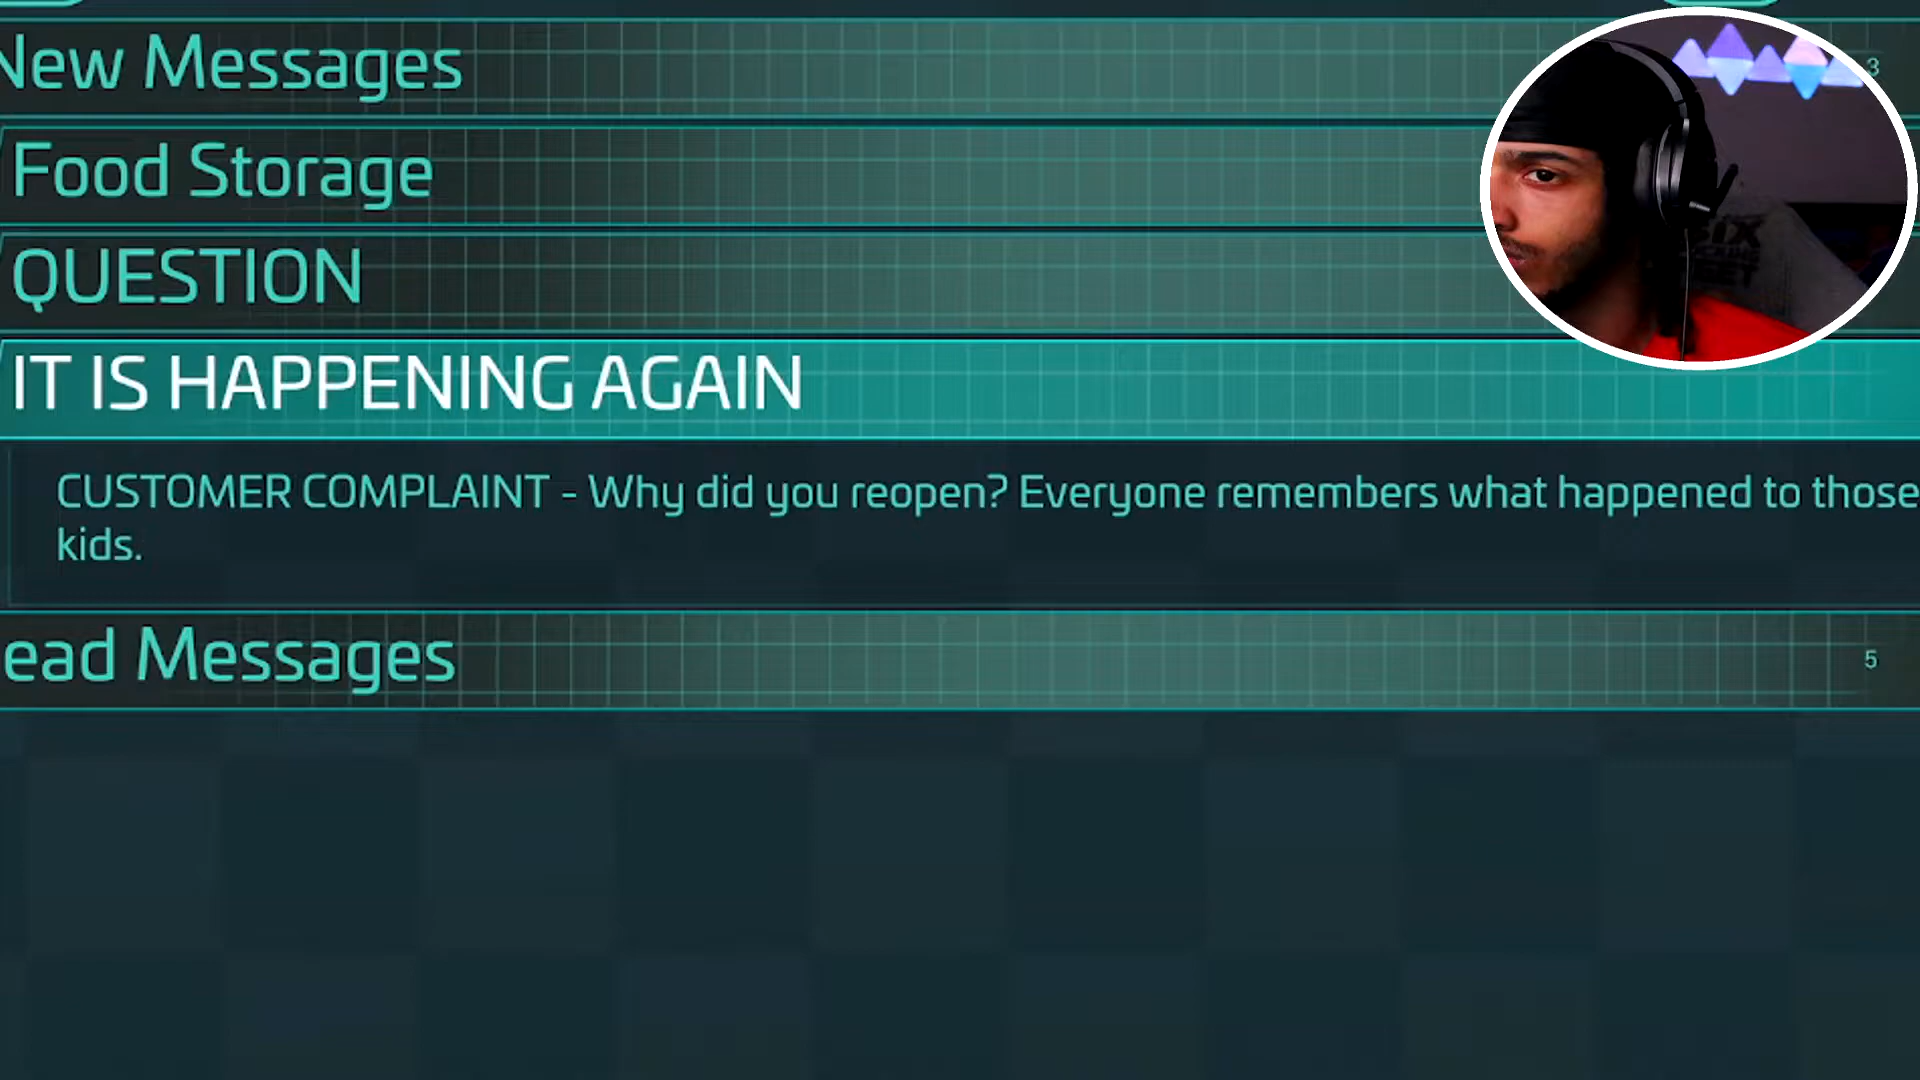 New Messages
3
Food Storage
QUESTION
IT IS HAPPENING AGAIN
CUSTOMER COMPLAINT - Why did you reopen? Everyone remembers what happened to those
kids.
ead Messages
5